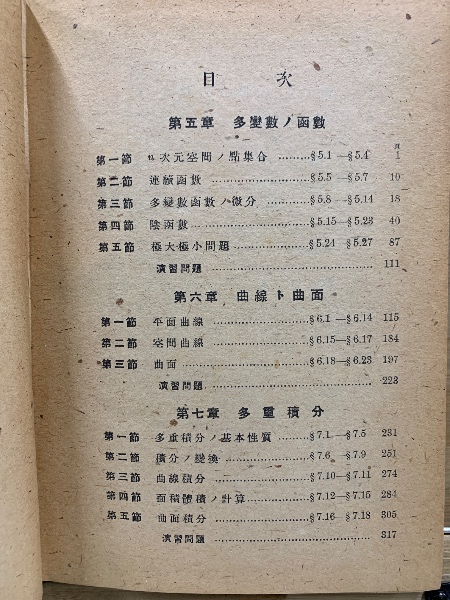 目次
第五章 多變數ノ函數
頁
第一節 n次元空間ノ點集合 ………§5.1—§5.4 1
第二節 連續函數 ………§5.5—§5.7 10
第三節 多變數函數ノ微分 ………§5.8—§5.14 18
第四節 陰函數 ………§5.15—§5.23 40
第五節 極大極小問題 ………§5.24—§5.27 87
演習問題 ……… 111
第六章 曲線ト曲面
第一節 平面曲線 ………§6.1—§6.14 115
第二節 空間曲線 ………§6.15—§6.17 184
第三節 曲面 ………§6.18—§6.23 197
演習問題 ……… 223
第七章 多重積分
第一節 多重積分ノ基本性質 ………§7.1—§7.5 231
第二節 積分ノ變換 ………§7.6—§7.9 251
第三節 曲線積分 ………§7.10—§7.11 274
第四節 面積體積ノ計算 ………§7.12—§7.15 284
第五節 曲面積分 ………§7.16—§7.18 305
演習問題 ……… 317